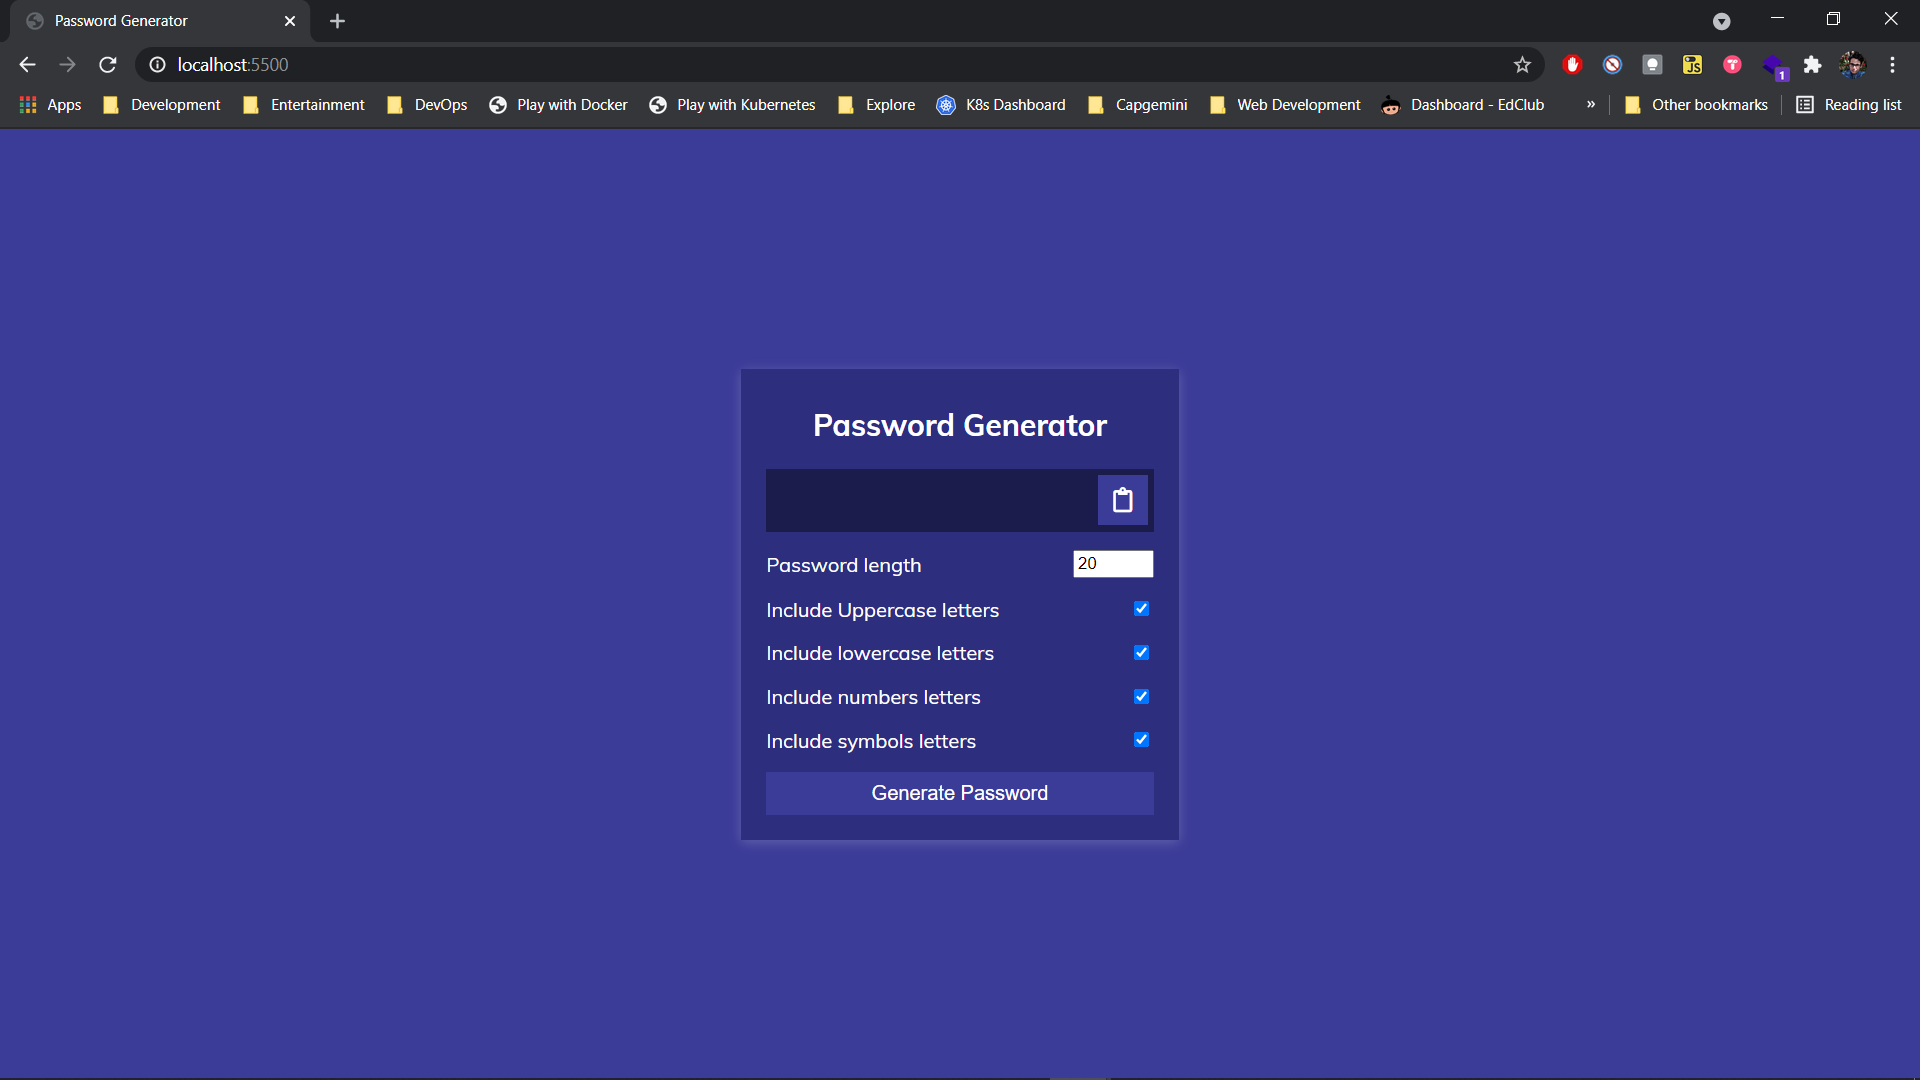 Password Generator
localhost:5500
JS
1
Apps
Development
Entertainment
DevOps
Play with Docker
Play with Kubernetes
Explore
K8s Dashboard
Capgemini
Web Development
Dashboard - EdClub
»
Other bookmarks
Reading list
Password Generator
Password length
20
Include Uppercase letters
Include lowercase letters
Include numbers letters
Include symbols letters
Generate Password